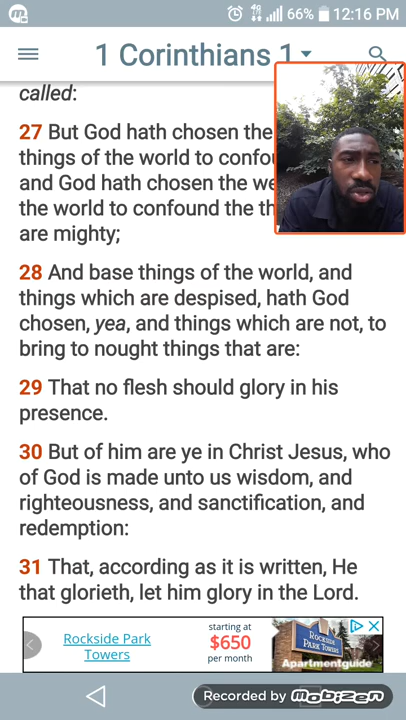 4G 66% 12:16 PM
1 Corinthians 1
called:
27 But God hath chosen the
things of the world to
and God hath chosen the
the world to confound the
are mighty;
28 And base things of the world, and
things which are despised, hath God
chosen, yea, and things which are not, to
bring to nought things that are:
29 That no flesh should glory in his
presence.
30 But of him are ye in Christ Jesus, who
of God is made unto us wisdom, and
righteousness, and sanctification, and
redemption:
31 That, according as it is written, He
that glorieth, let him glory in the Lord.
Rockside Park
Towers
starting at
$650
per month
ROCKSIDE
PARK
TOWERS
Apartmentguide
Recorded by mobizen